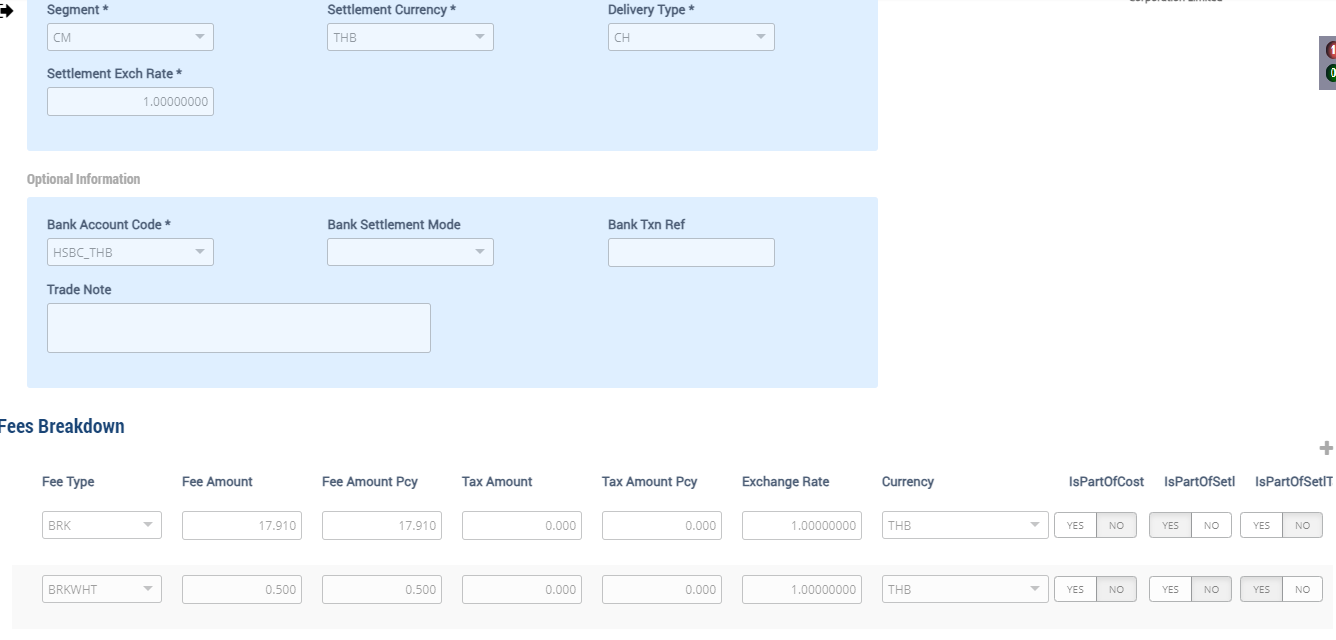 Segment * Settlement Currency * Delivery Type *
CM THB CH
Settlement Exch Rate *
1.00000000
Optional Information
Bank Account Code * Bank Settlement Mode Bank Txn Ref
HSBC_THB
Trade Note
Fees Breakdown
Fee Type Fee Amount Fee Amount Pcy Tax Amount Tax Amount Pcy Exchange Rate Currency IsPartOfCost IsPartOfSetl IsPartOfSetlT
BRK 17.910 17.910 0.000 0.000 1.00000000 THB YES NO YES NO YES NO
BRKWHT 0.500 0.500 0.000 0.000 1.00000000 THB YES NO YES NO YES NO